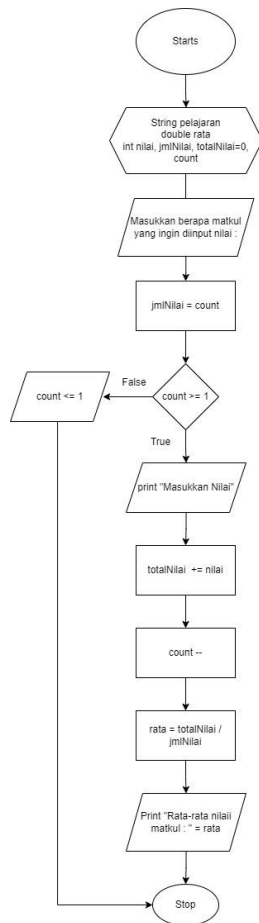 Starts
String pelajaran
double rata
int nilai, jmlNilai, totalNilai=0,
count
Masukkan berapa matkul
yang ingin diinput nilai :
jmlNilai = count
False
count <= 1
count >= 1
True
print "Masukkan Nilai"
totalNilai += nilai
count --
rata = totalNilai /
jmlNilai
Print "Rata-rata nilaii
matkul : " = rata
Stop